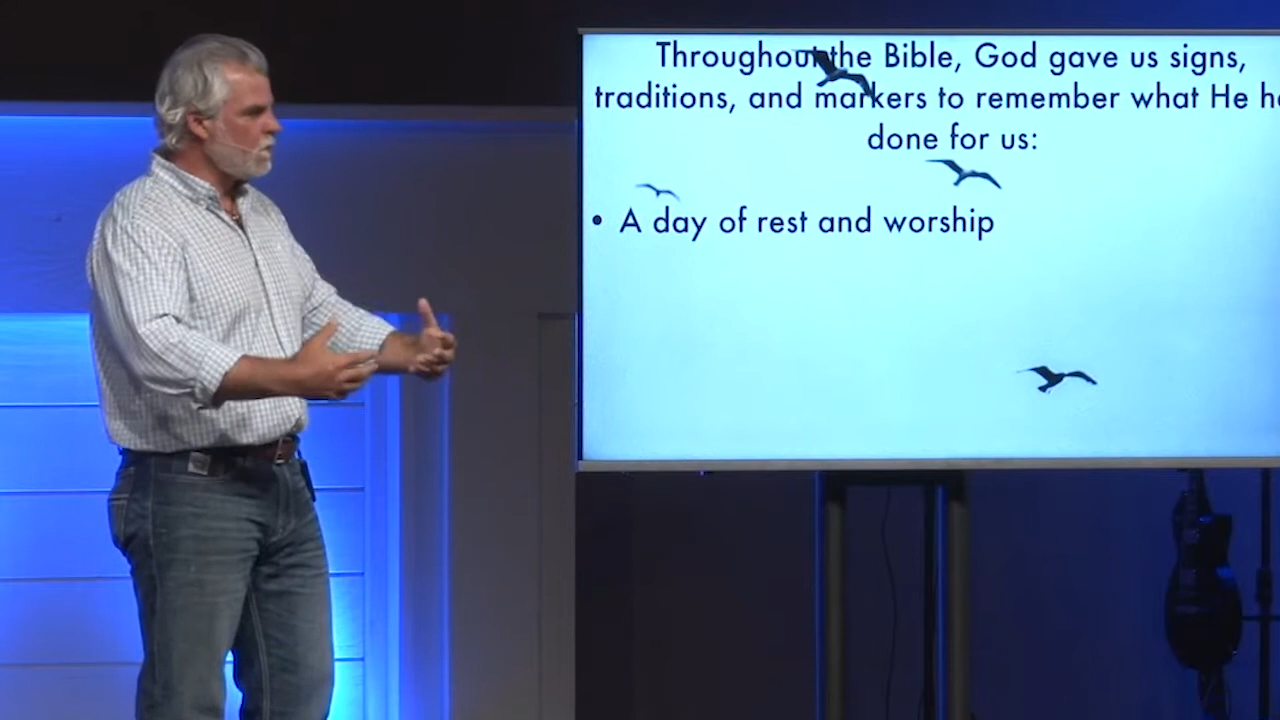 Throughout the Bible, God gave us signs,
traditions, and markers to remember what He
done for us:
• A day of rest and worship